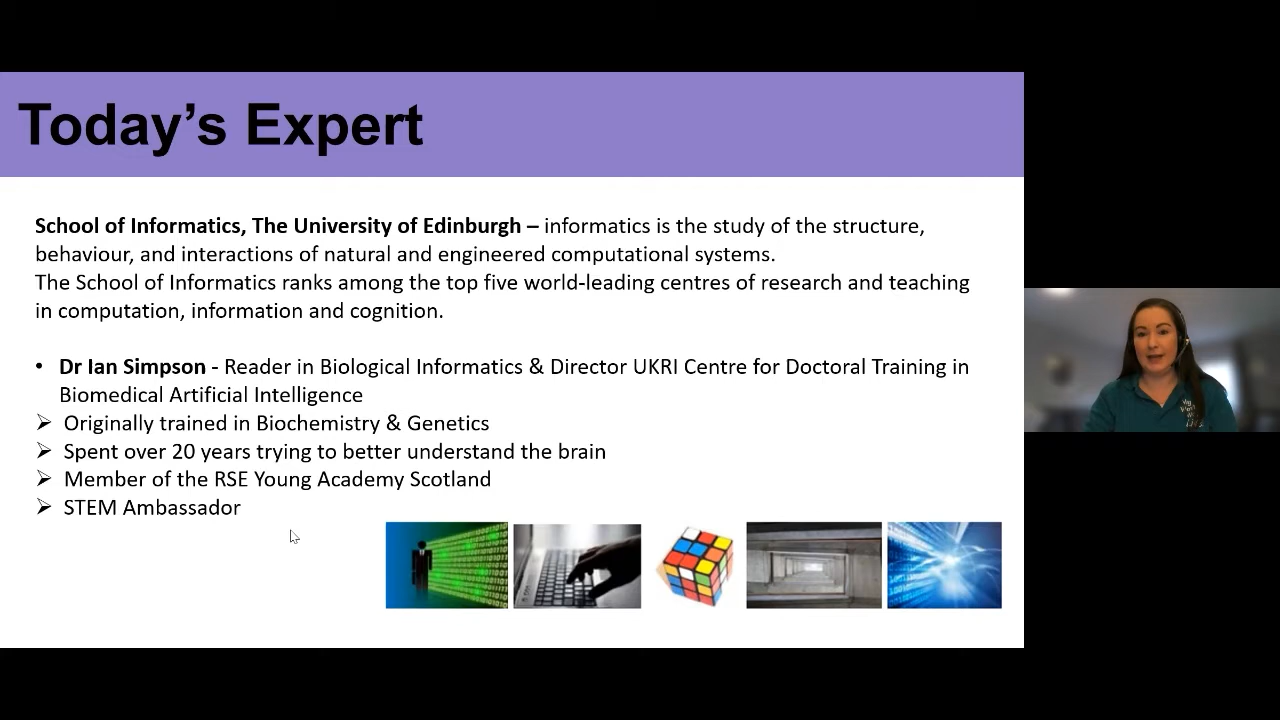 Today's Expert
School of Informatics, The University of Edinburgh – informatics is the study of the structure,
behaviour, and interactions of natural and engineered computational systems.
The School of Informatics ranks among the top five world-leading centres of research and teaching
in computation, information and cognition.
• Dr Ian Simpson - Reader in Biological Informatics & Director UKRI Centre for Doctoral Training in
Biomedical Artificial Intelligence
➢ Originally trained in Biochemistry & Genetics
➢ Spent over 20 years trying to better understand the brain
➢ Member of the RSE Young Academy Scotland
➢ STEM Ambassador